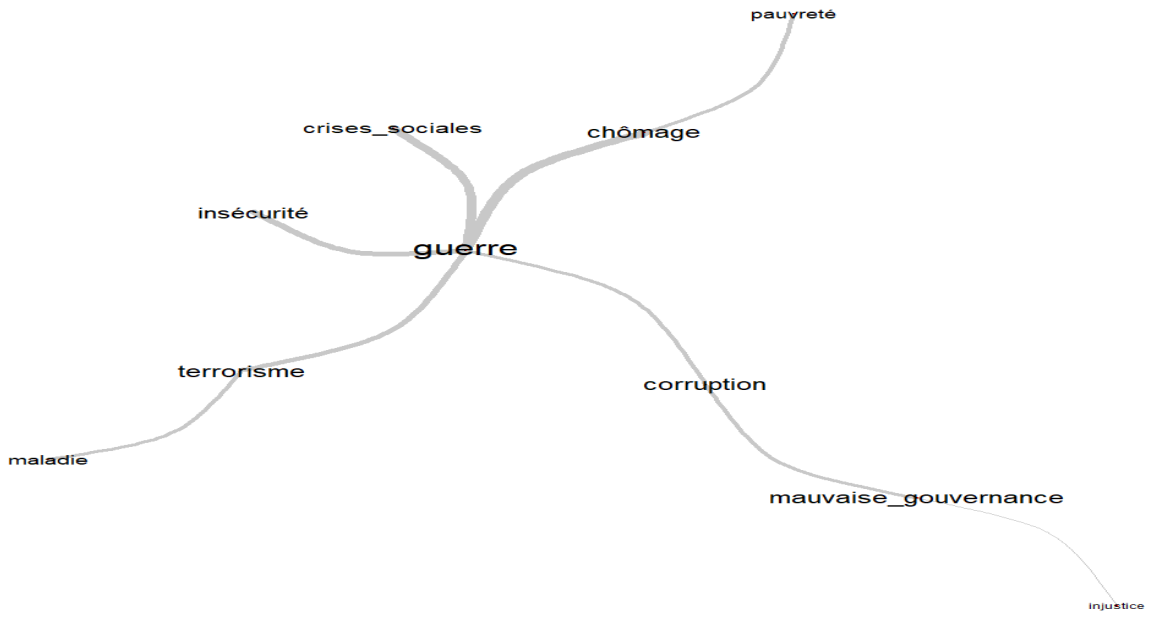 pauvreté
crises_sociales
chômage
insécurité
guerre
terrorisme
corruption
maladie
mauvaise_gouvernance
injustice